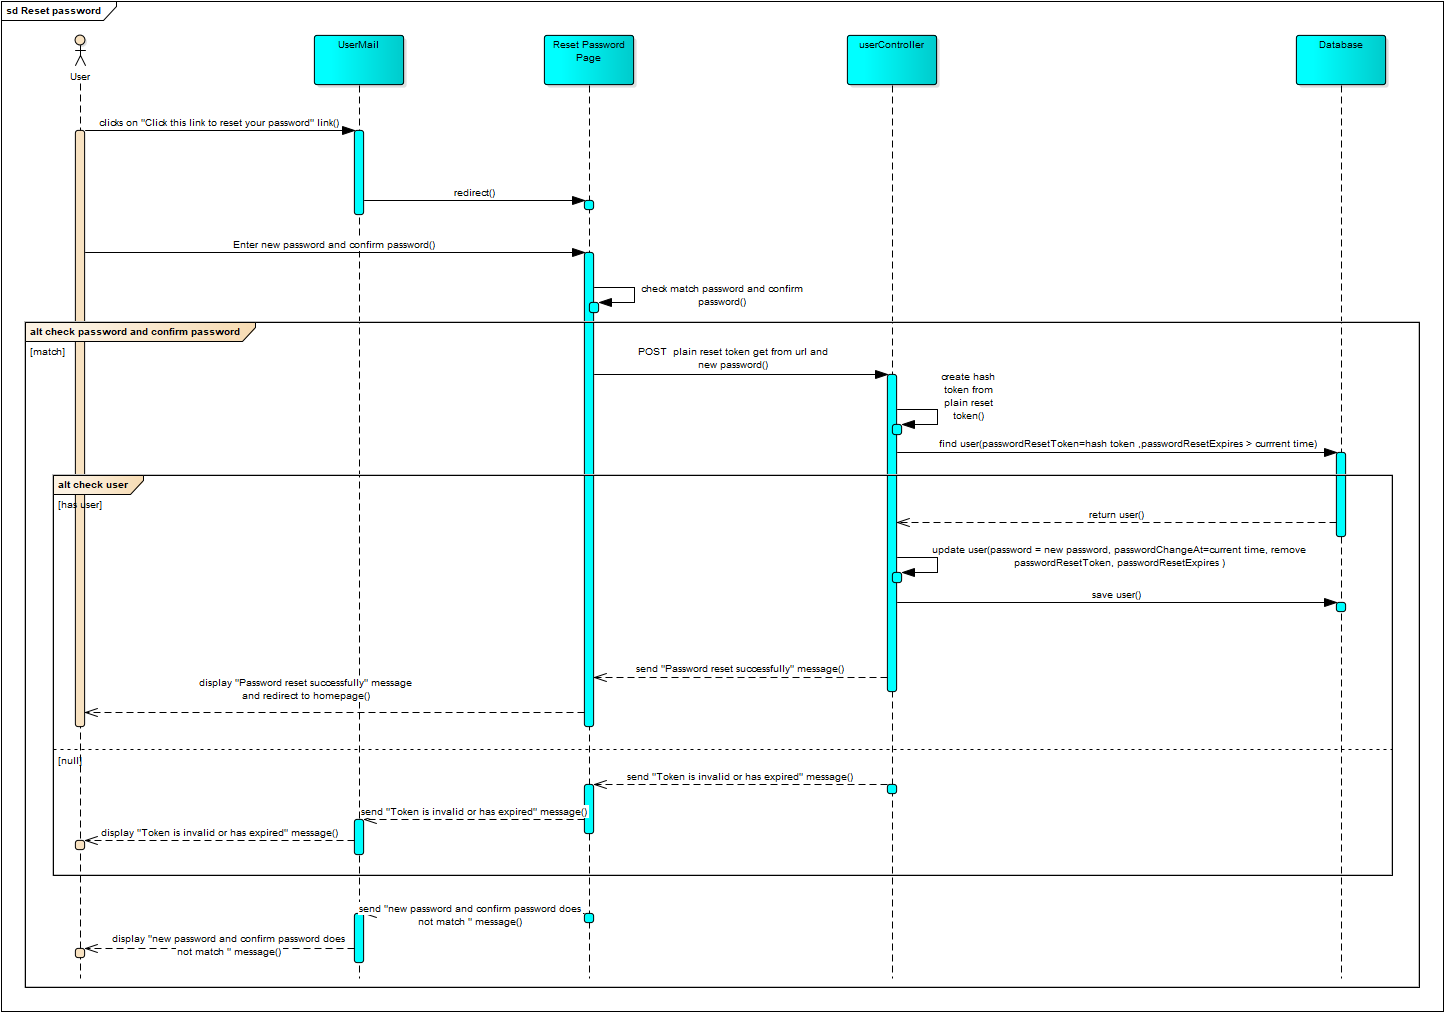 sd Reset password
User
UserMail
Reset Password
Page
userController
Database
clicks on "Click this link to reset your password" link()
redirect()
Enter new password and confirm password()
check match password and confirm
password()
alt check password and confirm password
[match]
POST  plain reset token get from url and
new password()
create hash
token from
plain reset
token()
find user(passwordResetToken=hash token ,passwordResetExpires > currrent time)
alt check user
[has user]
return user()
update user(password = new password, passwordChangeAt=current time, remove
passwordResetToken, passwordResetExpires )
save user()
send "Password reset successfully" message()
display "Password reset successfully" message
and redirect to homepage()
[null]
send "Token is invalid or has expired" message()
send "Token is invalid or has expired" message()
display "Token is invalid or has expired" message()
send "new password and confirm password does
not match " message()
display "new password and confirm password does
not match " message()